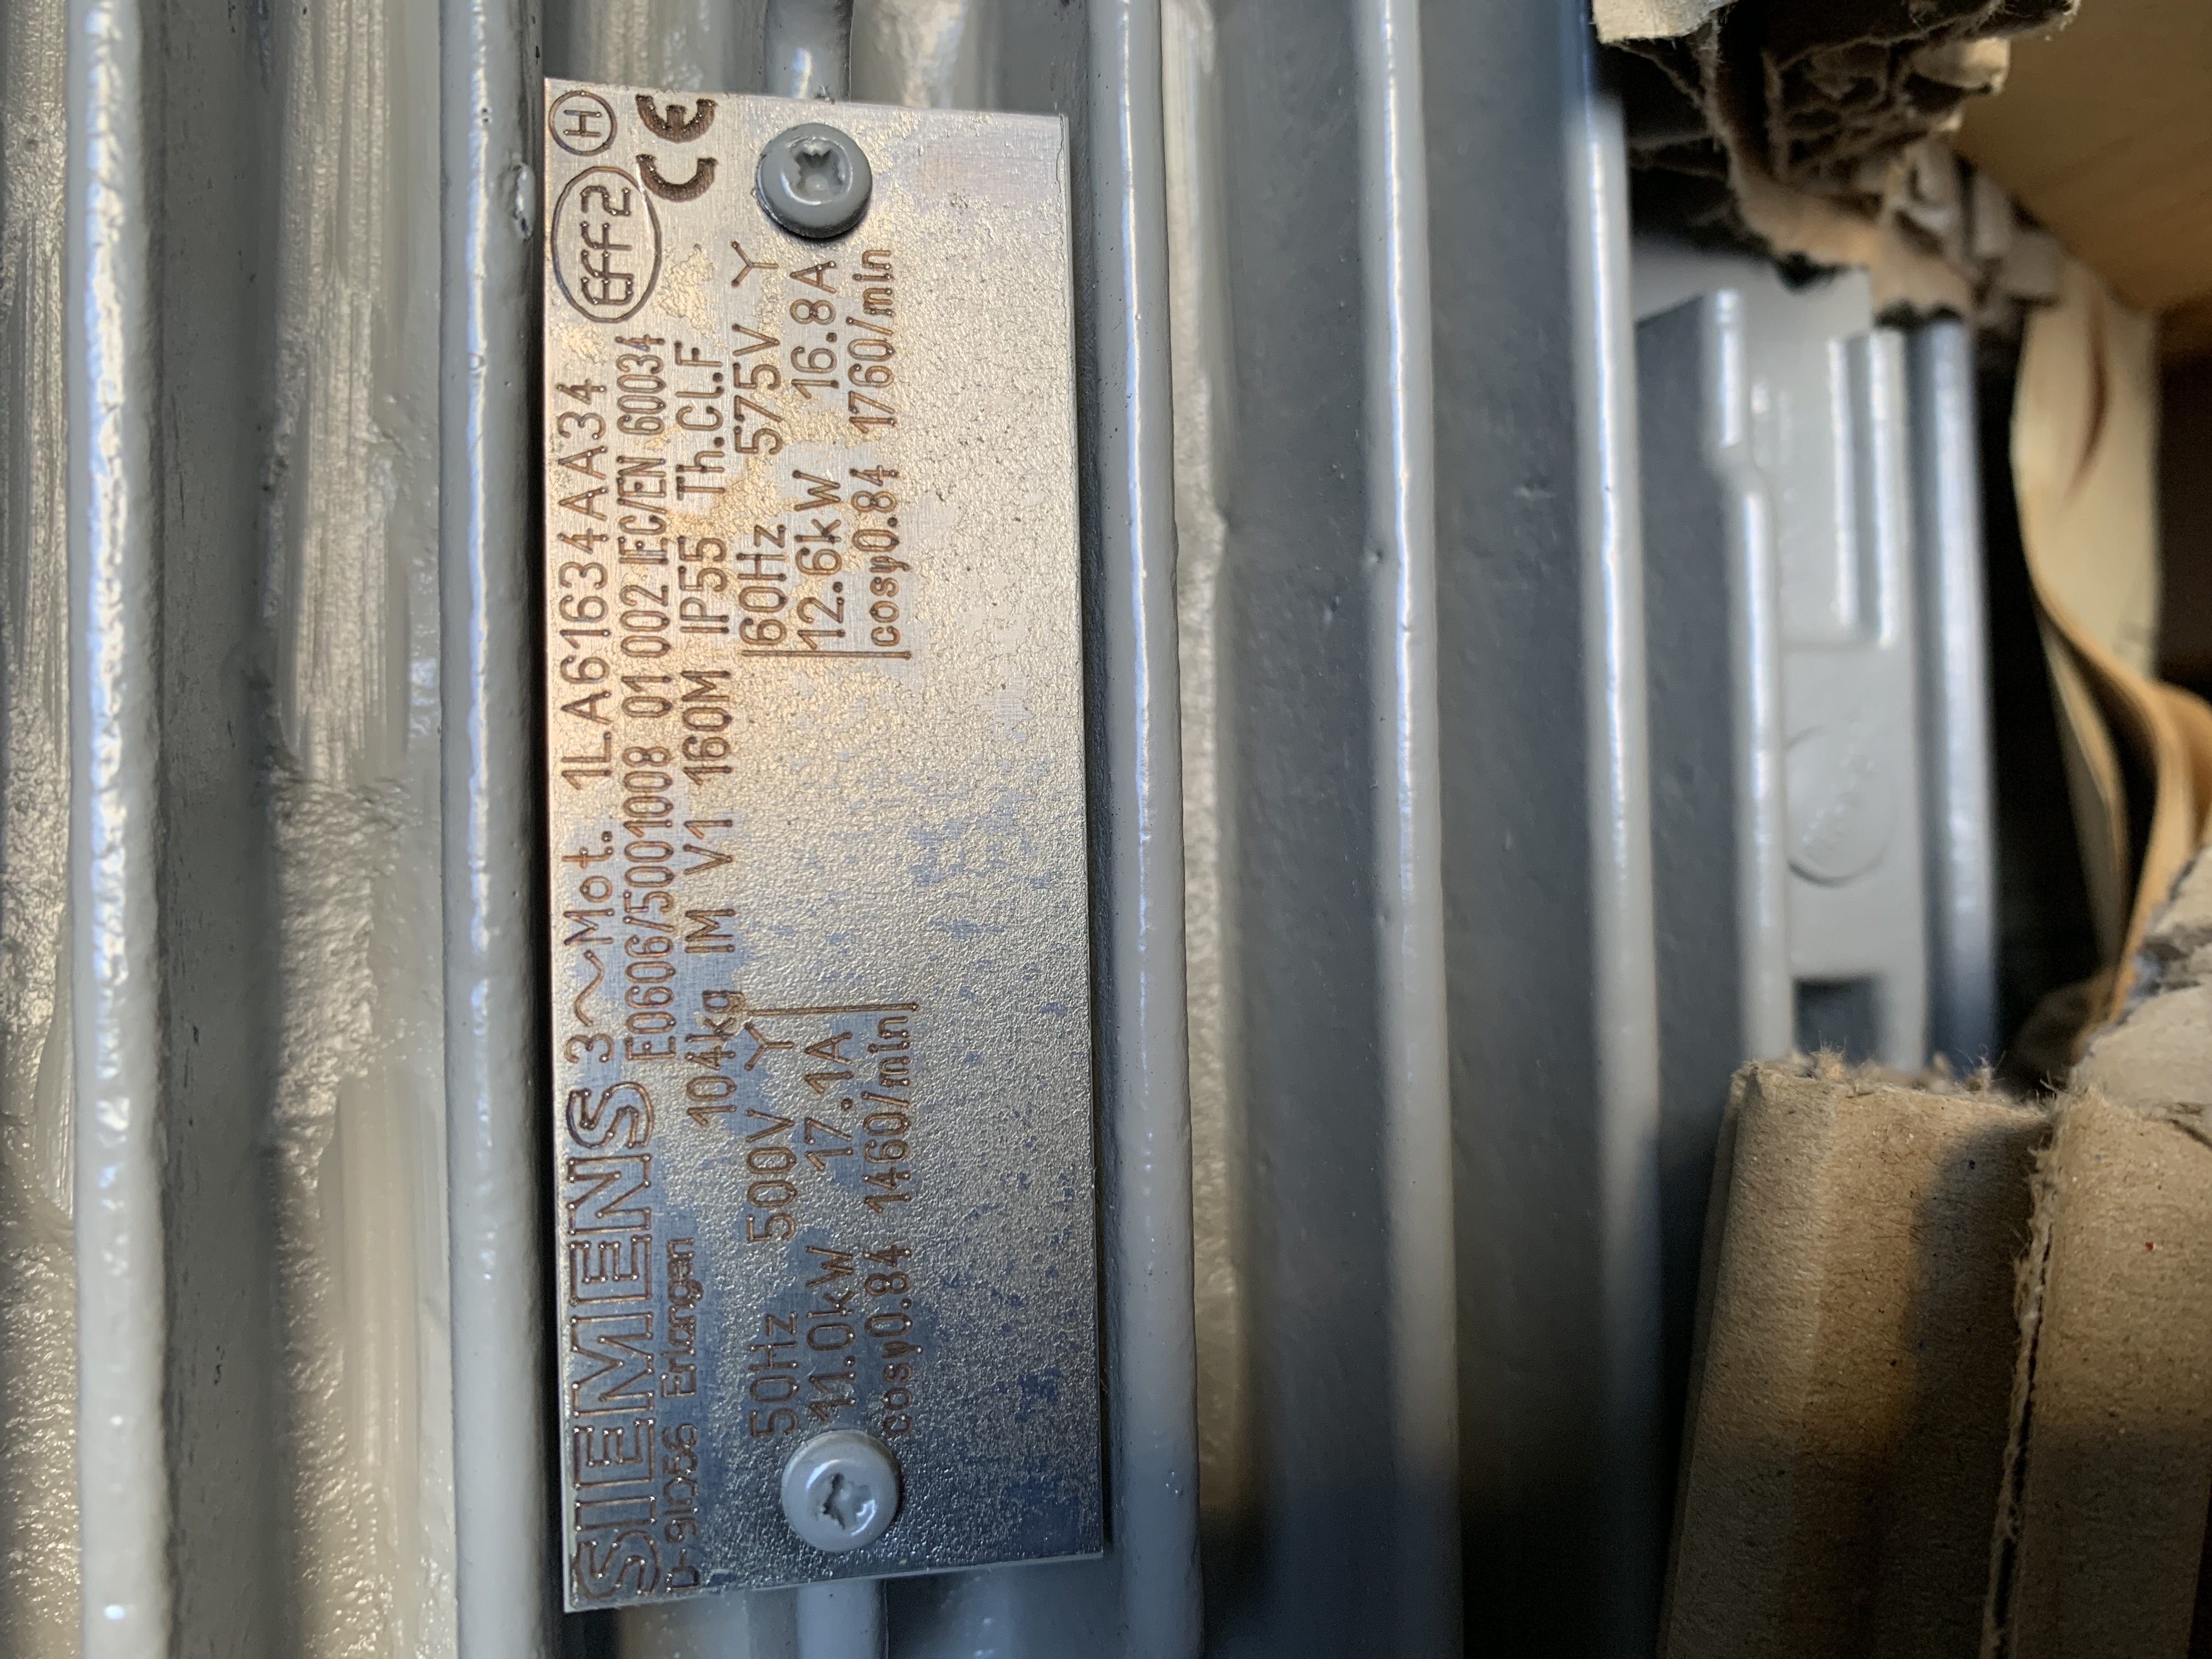 SIEMENS 3~Mot. 1LA61634AA34 eff2 H
D-91056 Erlangen E0606/5001008 01 002 IEC/EN 60034 CE
104kg IM V1 160M IP55 Th.Cl.F
50Hz 500V Y 60Hz 575V Y
11.0kW 17.1A 12.6kW 16.8A
cosφ0.84 1460/min cosφ0.84 1760/min